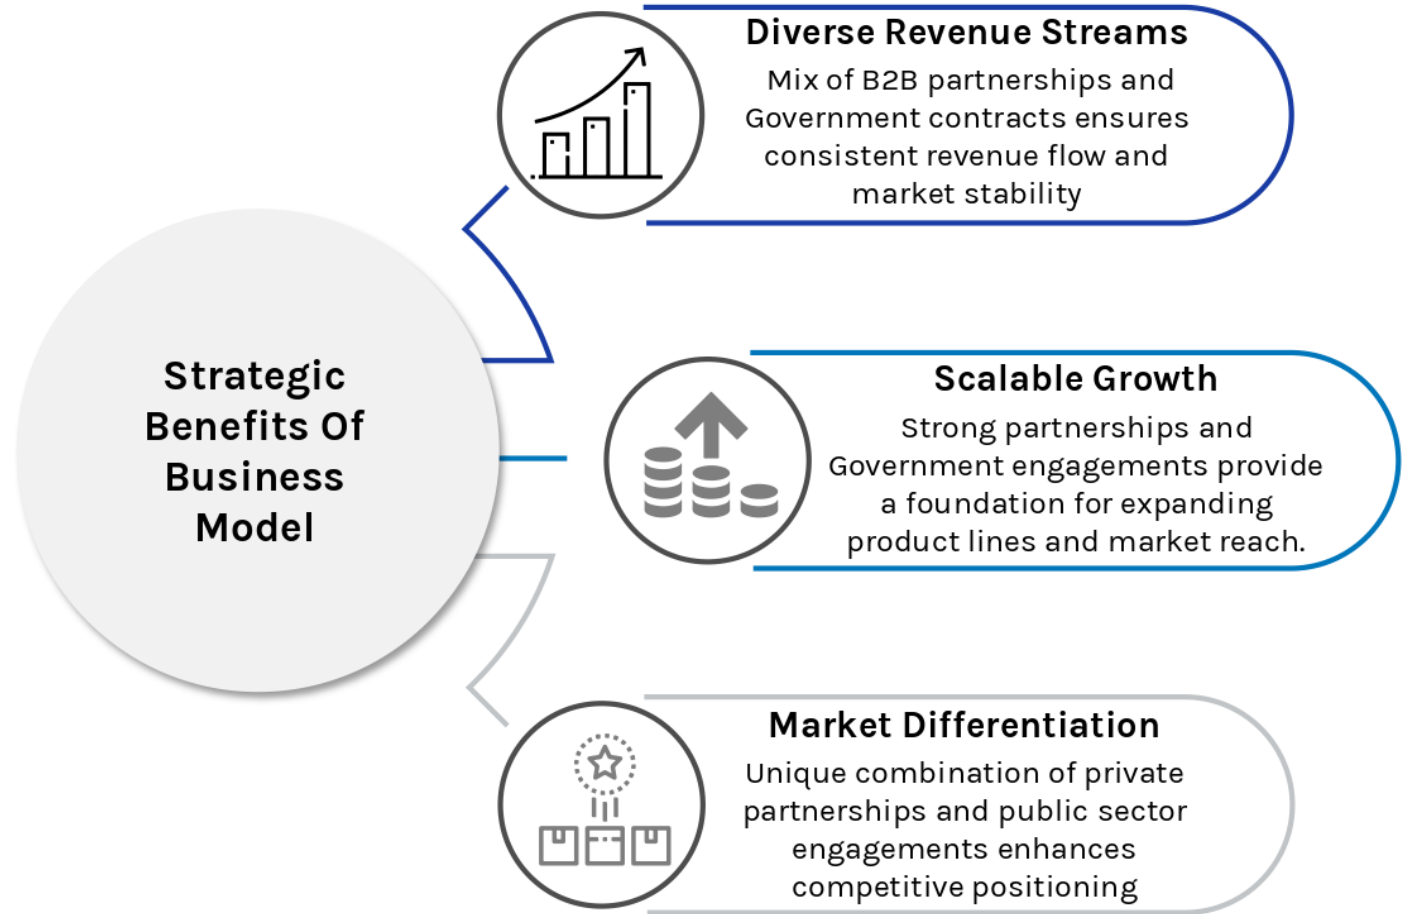 Strategic
Benefits Of
Business
Model
Diverse Revenue Streams
Mix of B2B partnerships and
Government contracts ensures
consistent revenue flow and
market stability
Scalable Growth
Strong partnerships and
Government engagements provide
a foundation for expanding
product lines and market reach.
Market Differentiation
Unique combination of private
partnerships and public sector
engagements enhances
competitive positioning